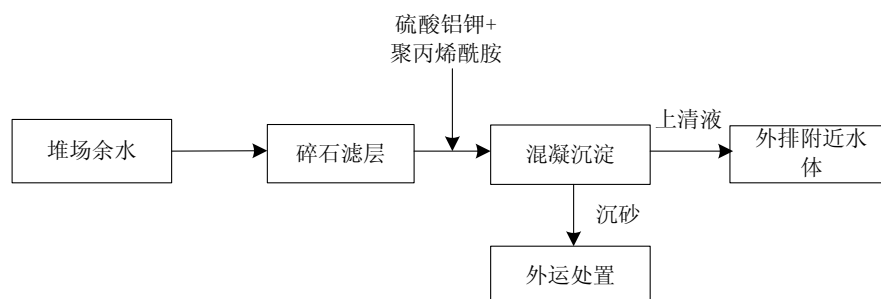 硫酸铝钾+
聚丙烯酰胺
堆场余水
碎石滤层
混凝沉淀
上清液
外排附近水
体
沉砂
外运处置